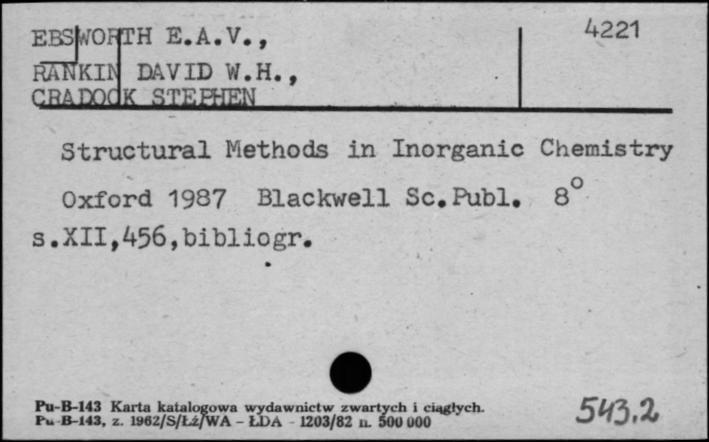 EBSWORTH E.A.V., 4221
RANKIN DAVID W.H.,
CRADOCK STEPHEN
Structural Methods in Inorganic Chemistry
Oxford 1987 Blackwell Sc.Publ. 8°
s.XII,456,bibliogr.
Pu-B-143 Karta katalogowa wydawnictw zwartych i ciągłych.
Pu-B-143, z. 1962/S/Łź/WA - ŁDA - 1203/82 n. 500 000
543.2